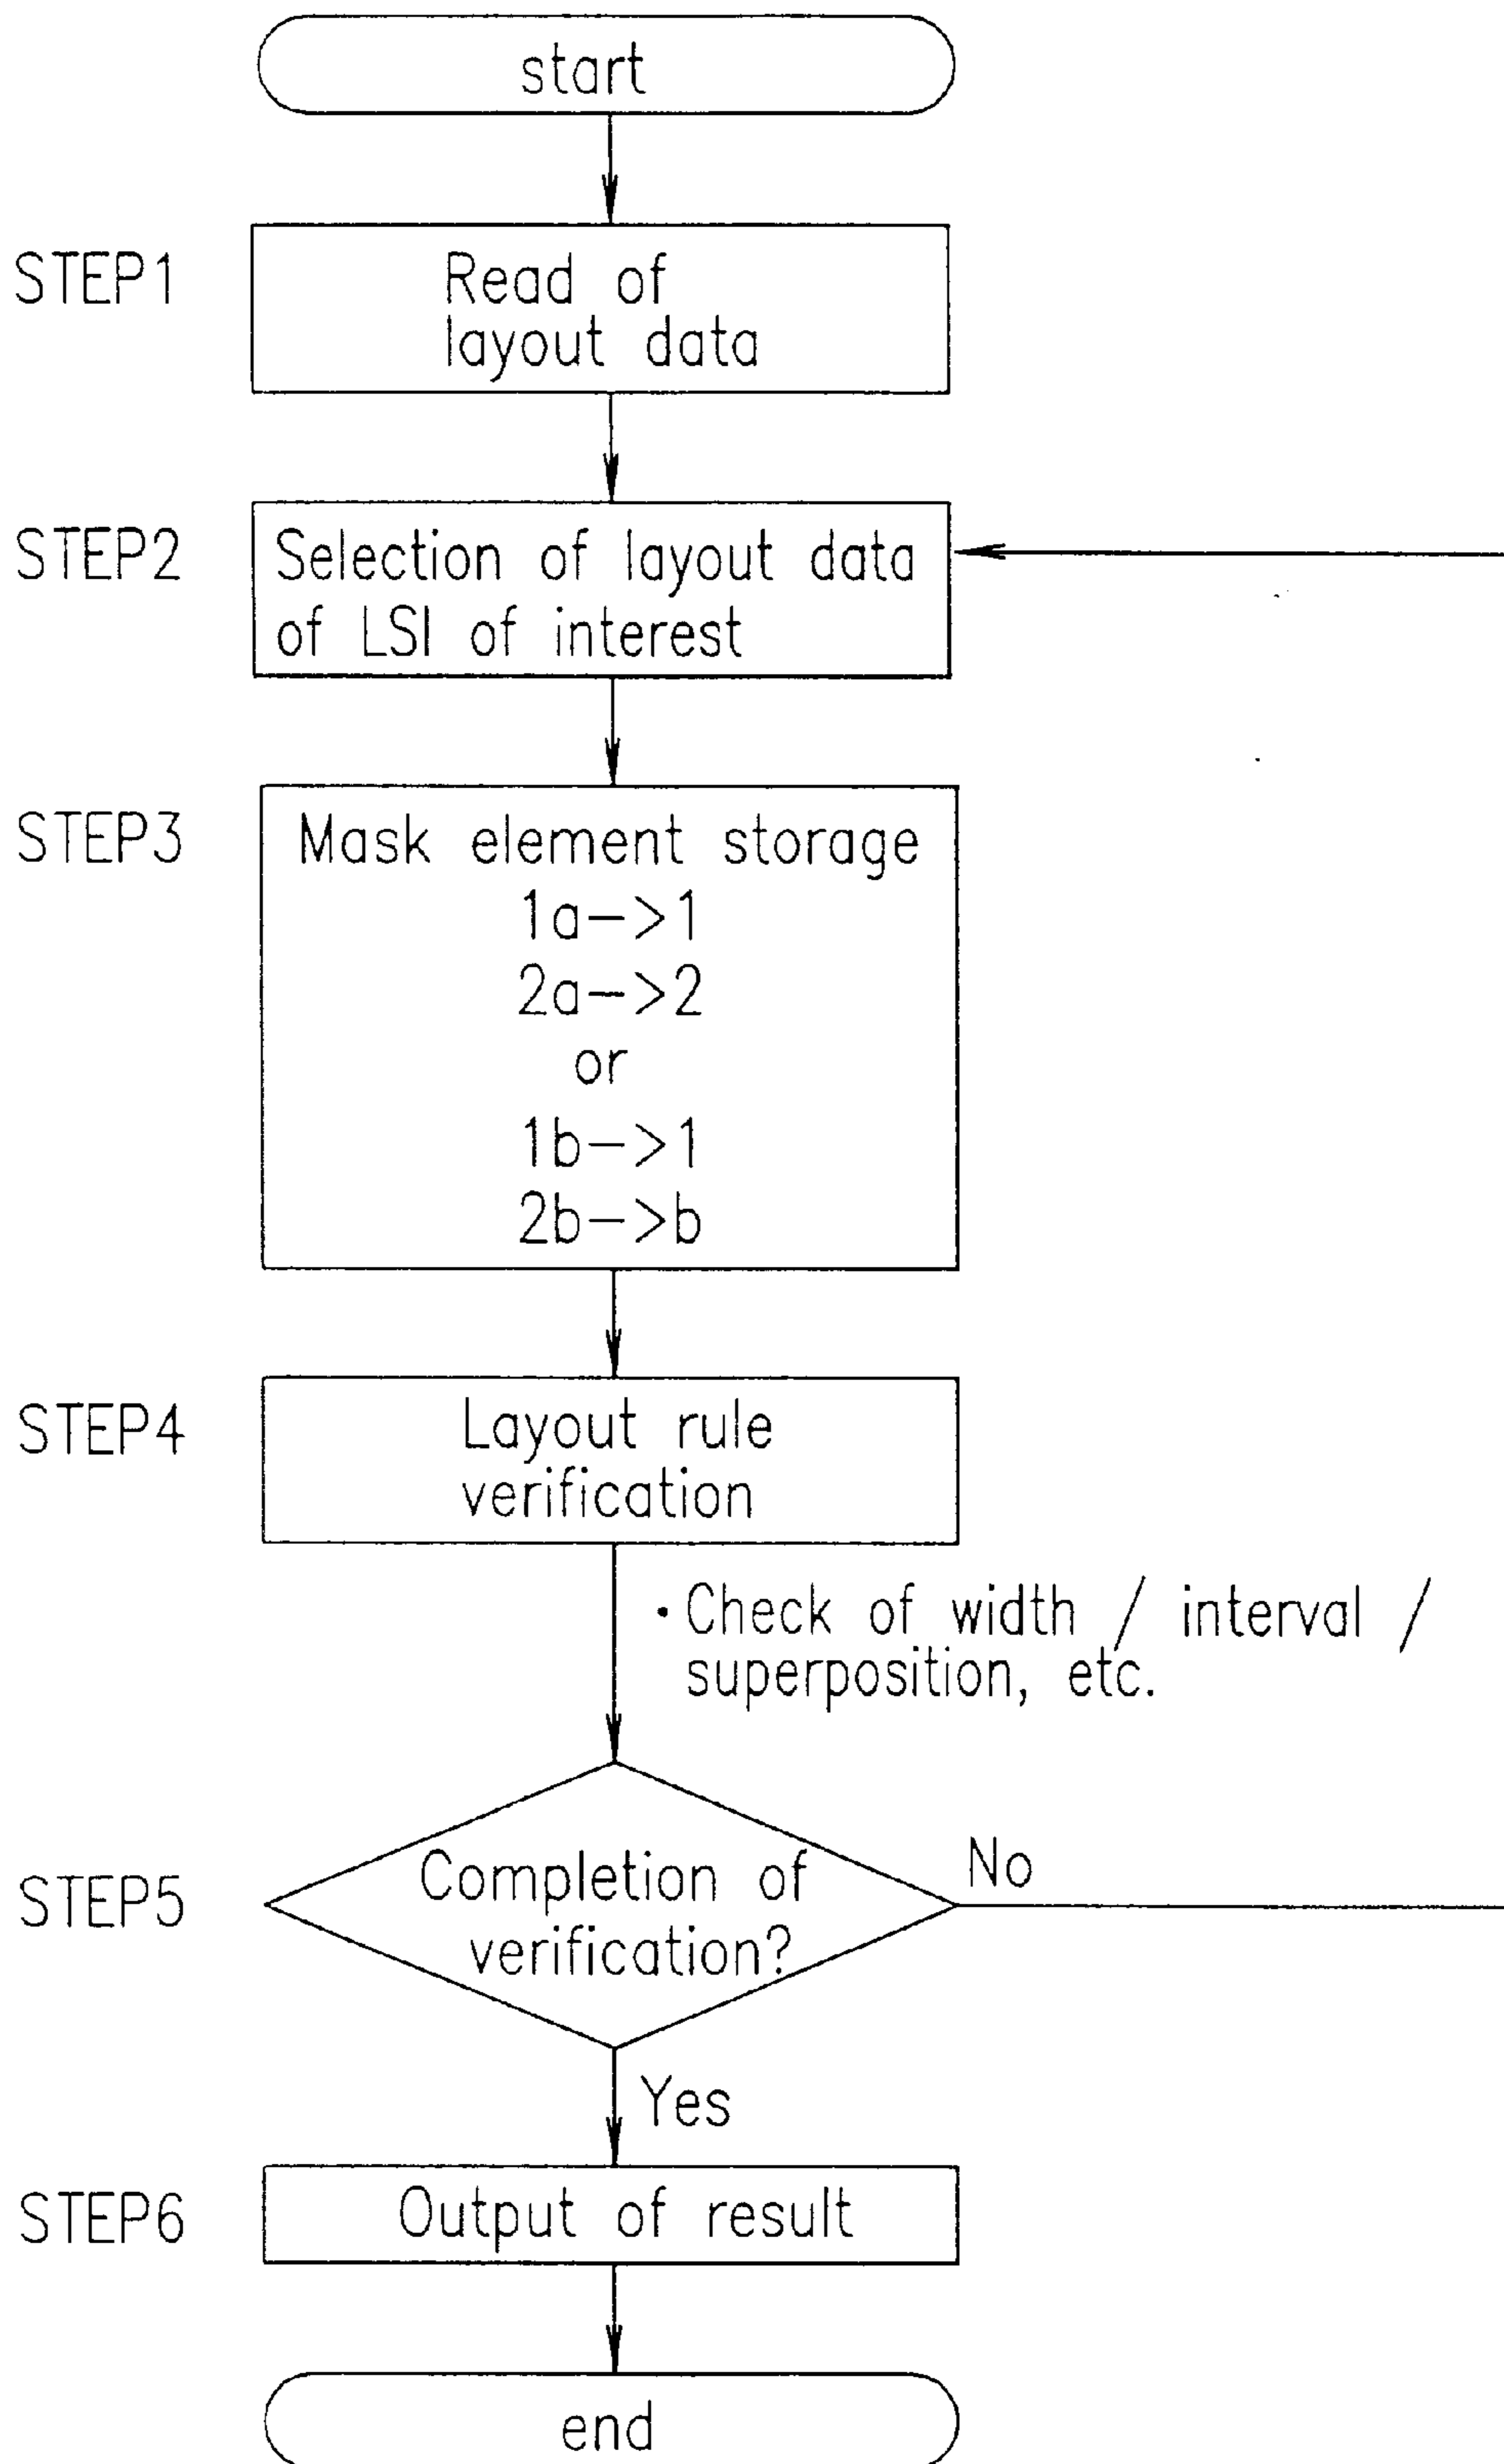 start
STEP1
Read of
layout data
STEP2
Selection of layout data
of LSI of interest
STEP3
Mask element storage
1a->1
2a->2
or
1b->1
2b->b
STEP4
Layout rule
verification
・Check of width / interval /
superposition, etc.
STEP5
Completion of
verification?
No
Yes
STEP6
Output of result
end